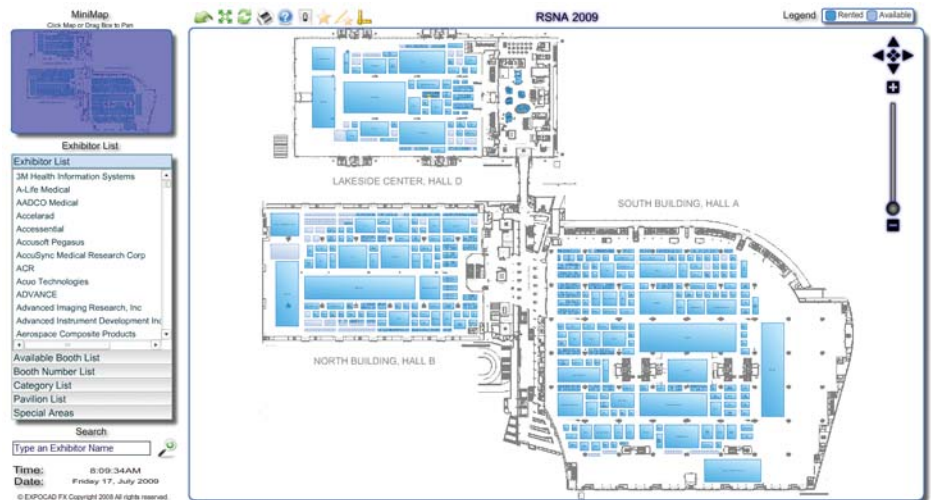 MiniMap
Click Map or Drag Box to Pan
RSNA 2009
Legend
Rented
Available
Exhibitor List
Exhibitor List
3M Health Information Systems
A-Life Medical
AADCO Medical
Accelarad
Accessential
Accusoft Pegasus
AccuSync Medical Research Corp
ACR
Acuo Technologies
ADVANCE
Advanced Imaging Research, Inc
Advanced Instrument Development Inc
Aerospace Composite Products
Available Booth List
Booth Number List
Category List
Pavilion List
Special Areas
Search
Type an Exhibitor Name
Time: 8:09:34AM
Date: Friday 17, July 2009
© EXPOCAD FX Copyright 2008 All rights reserved.
LAKESIDE CENTER, HALL D
SOUTH BUILDING, HALL A
NORTH BUILDING, HALL B